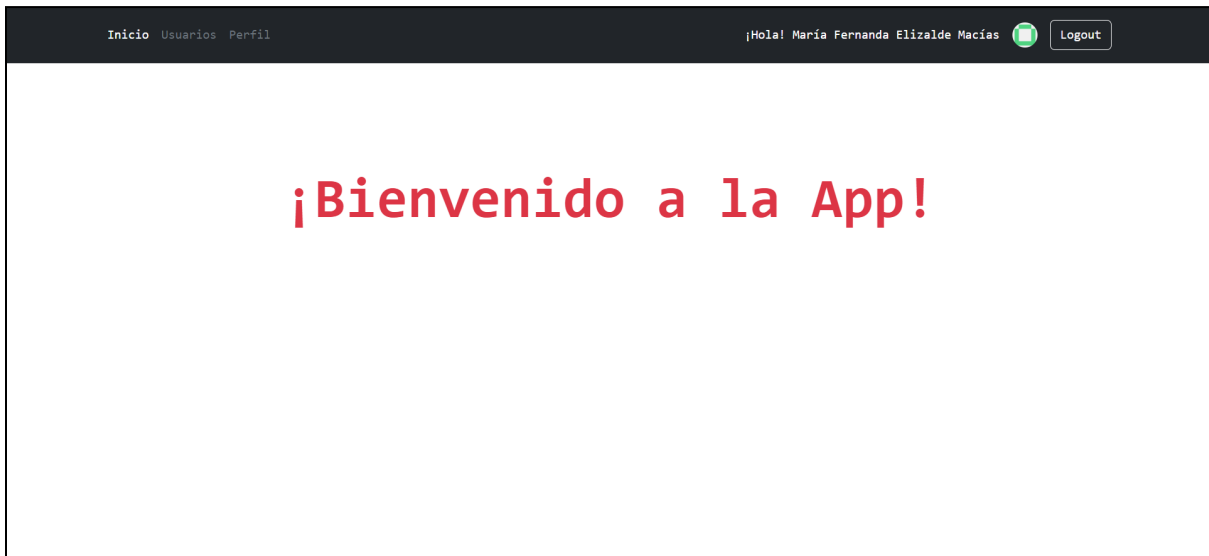 Inicio Usuarios Perfil ¡Hola! María Fernanda Elizalde Macías Logout
¡Bienvenido a la App!